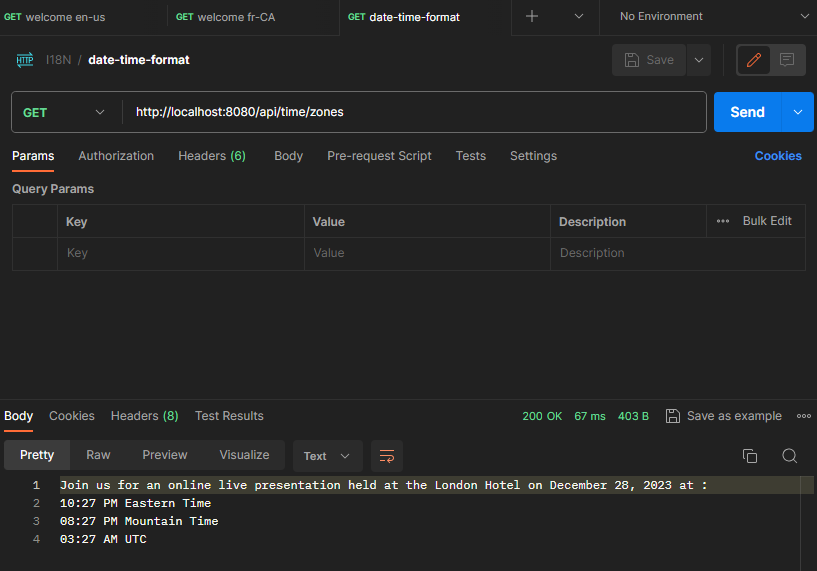 GET welcome en-us GET welcome fr-CA GET date-time-format No Environment
HTTP I18N / date-time-format Save
GET http://localhost:8080/api/time/zones Send
Params Authorization Headers (6) Body Pre-request Script Tests Settings Cookies
Query Params
Key Value Description Bulk Edit
Key Value Description
Body Cookies Headers (8) Test Results 200 OK 67 ms 403 B Save as example
Pretty Raw Preview Visualize Text
1 Join us for an online live presentation held at the London Hotel on December 28, 2023 at :
2 10:27 PM Eastern Time
3 08:27 PM Mountain Time
4 03:27 AM UTC